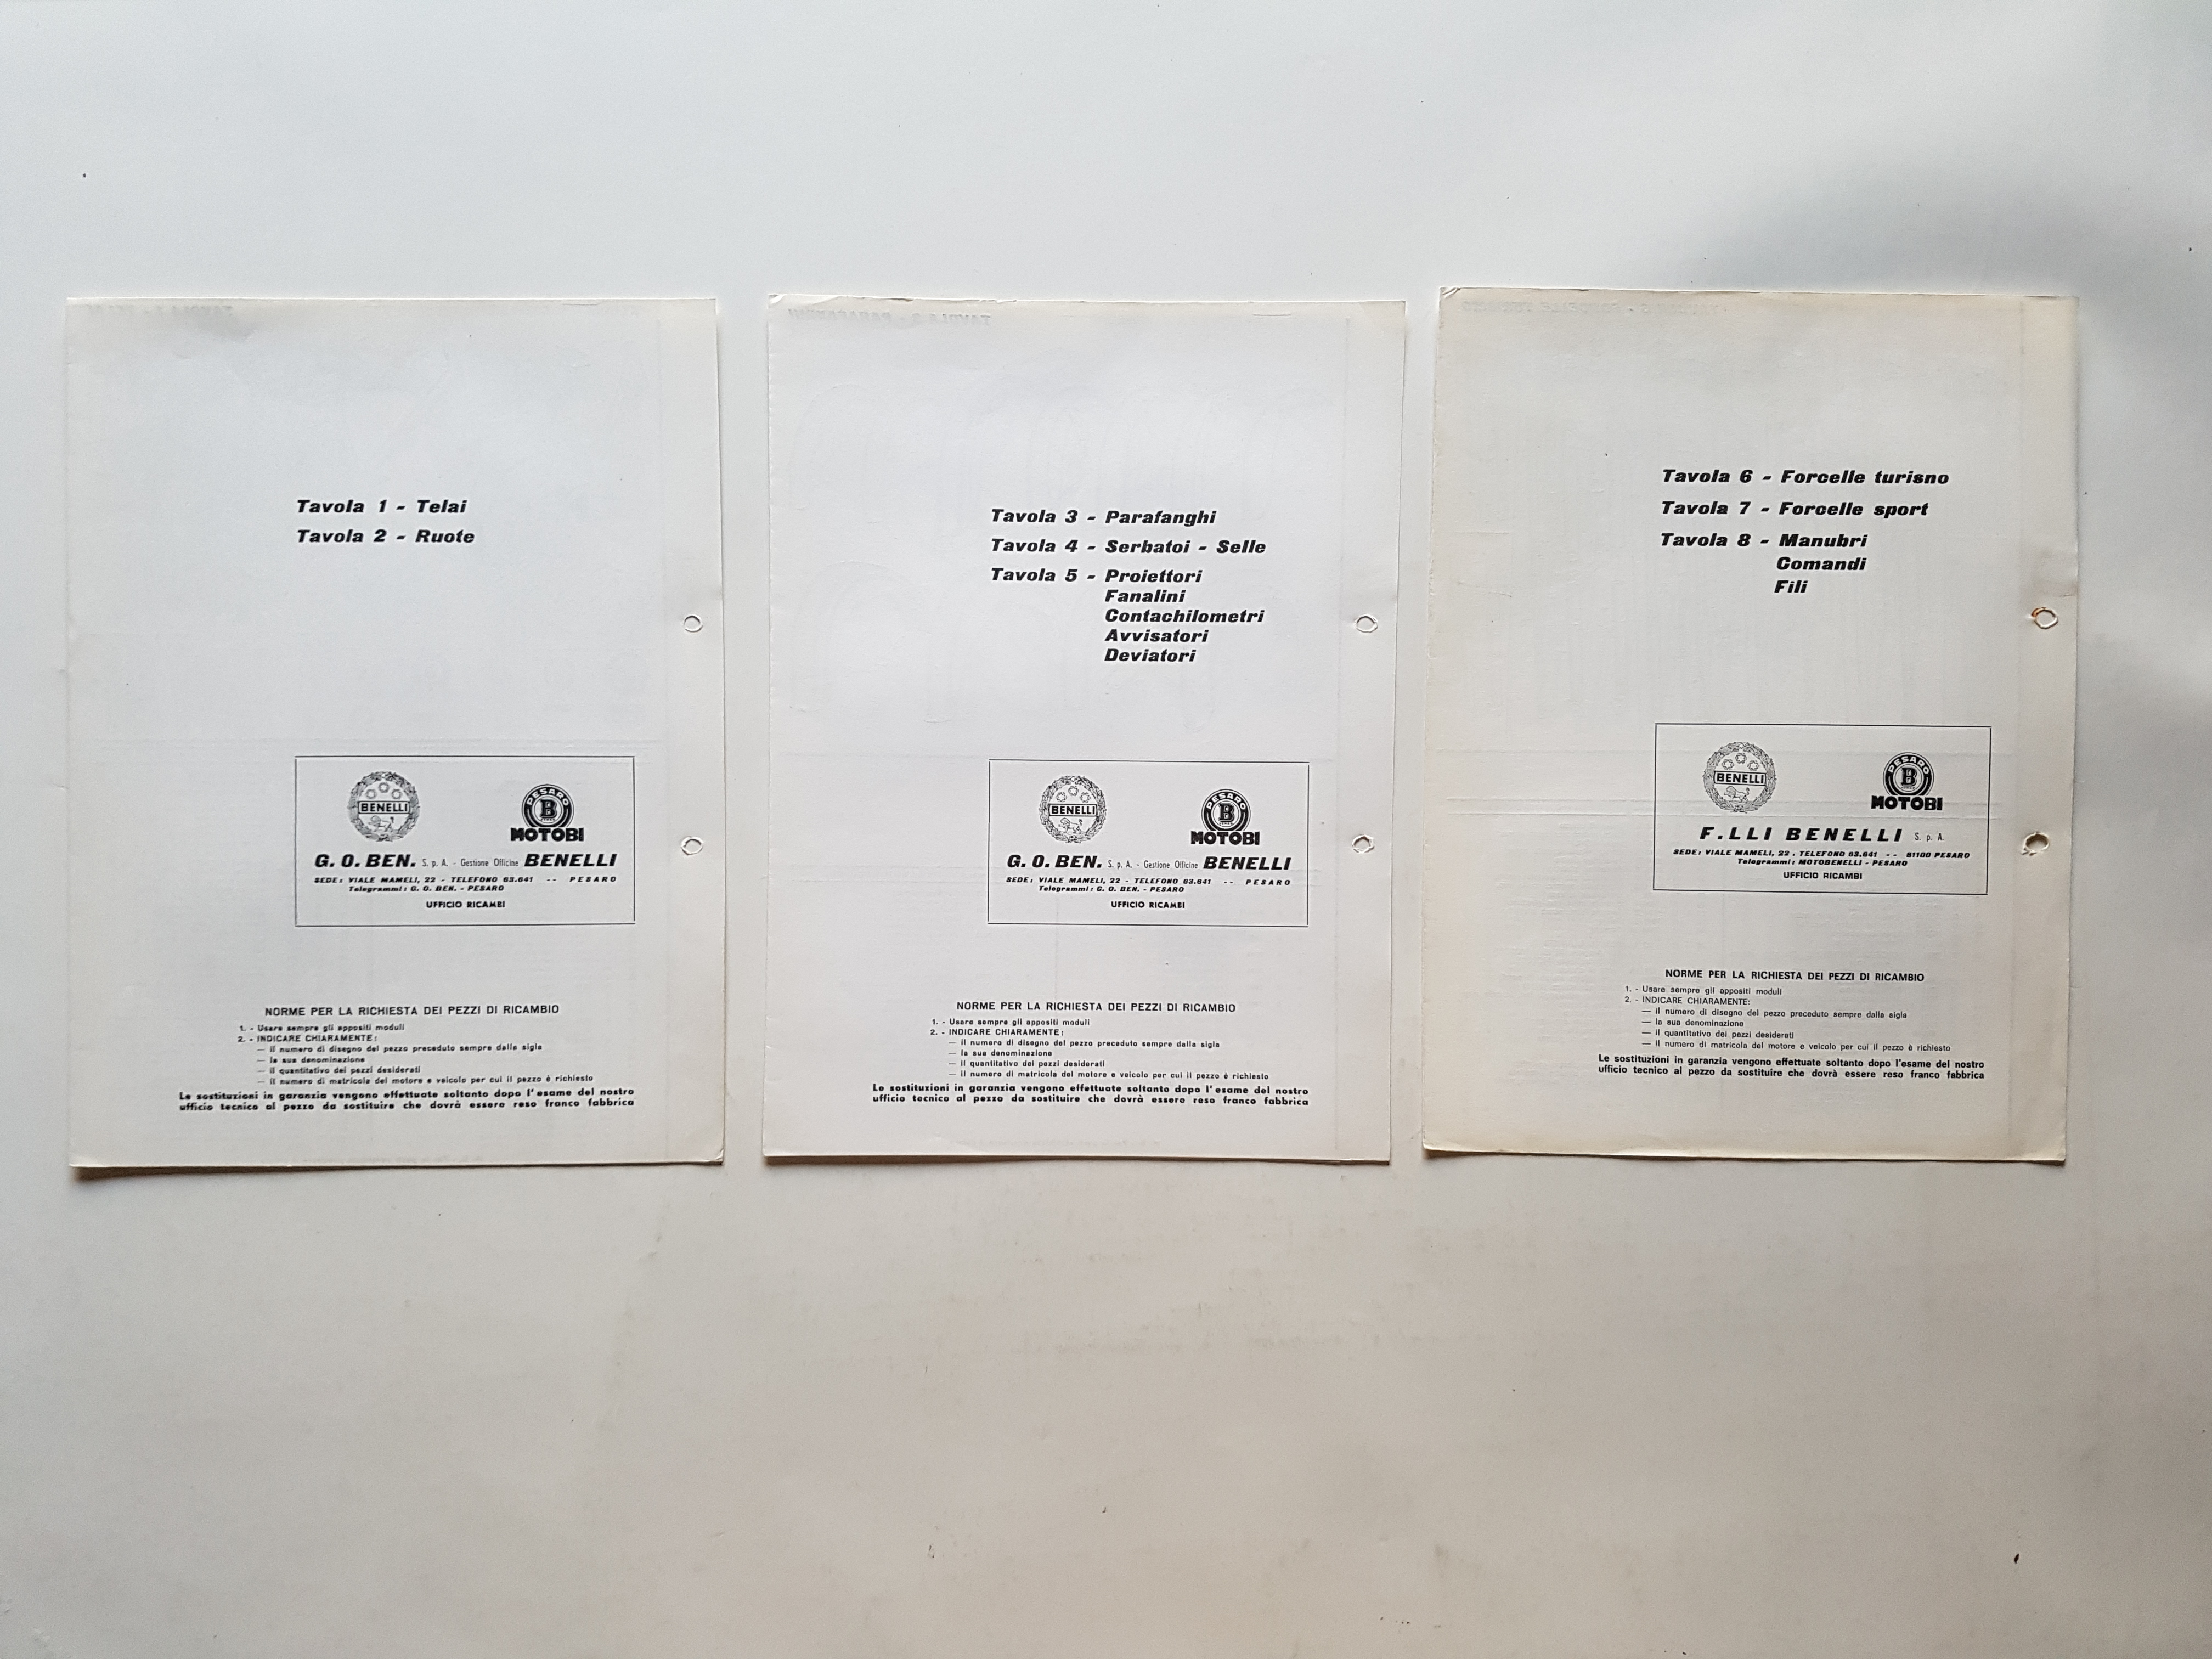 Tavola 1 - Telai
Tavola 2 - Ruote
BENELLI
PESARO
B
MOTOBI
G. O. BEN. S. p. A. - Gestione Officine BENELLI
SEDE: VIALE MAMELI, 22 - TELEFONO 63.641 -- PESARO
Telegrammi: G. O. BEN. - PESARO
UFFICIO RICAMBI
NORME PER LA RICHIESTA DEI PEZZI DI RICAMBIO
1. - Usare sempre gli appositi moduli
2. - INDICARE CHIARAMENTE:
— il numero di disegno del pezzo preceduto sempre dalla sigla
— la sua denominazione
— il quantitativo dei pezzi desiderati
— il numero di matricola del motore e veicolo per cui il pezzo è richiesto
Le sostituzioni in garanzia vengono effettuate soltanto dopo l'esame del nostro
ufficio tecnico al pezzo da sostituire che dovrà essere reso franco fabbrica
Tavola 3 - Parafanghi
Tavola 4 - Serbatoi - Selle
Tavola 5 - Proiettori
Fanalini
Contachilometri
Avvisatori
Deviatori
BENELLI
PESARO
B
MOTOBI
G. O. BEN. S. p. A. - Gestione Officine BENELLI
SEDE: VIALE MAMELI, 22 - TELEFONO 63.641 -- PESARO
Telegrammi: G. O. BEN. - PESARO
UFFICIO RICAMBI
NORME PER LA RICHIESTA DEI PEZZI DI RICAMBIO
1. - Usare sempre gli appositi moduli
2. - INDICARE CHIARAMENTE:
— il numero di disegno del pezzo preceduto sempre dalla sigla
— la sua denominazione
— il quantitativo dei pezzi desiderati
— il numero di matricola del motore e veicolo per cui il pezzo è richiesto
Le sostituzioni in garanzia vengono effettuate soltanto dopo l'esame del nostro
ufficio tecnico al pezzo da sostituire che dovrà essere reso franco fabbrica
Tavola 6 - Forcelle turisno
Tavola 7 - Forcelle sport
Tavola 8 - Manubri
Comandi
Fili
BENELLI
PESARO
B
MOTOBI
F.LLI BENELLI S. p. A.
SEDE: VIALE MAMELI, 22 . TELEFONO 63.641 -- 61100 PESARO
Telegrammi: MOTOBENELLI - PESARO
UFFICIO RICAMBI
NORME PER LA RICHIESTA DEI PEZZI DI RICAMBIO
1. - Usare sempre gli appositi moduli
2. - INDICARE CHIARAMENTE:
— il numero di disegno del pezzo preceduto sempre dalla sigla
— la sua denominazione
— il quantitativo dei pezzi desiderati
— il numero di matricola del motore e veicolo per cui il pezzo è richiesto
Le sostituzioni in garanzia vengono effettuate soltanto dopo l'esame del nostro
ufficio tecnico al pezzo da sostituire che dovrà essere reso franco fabbrica